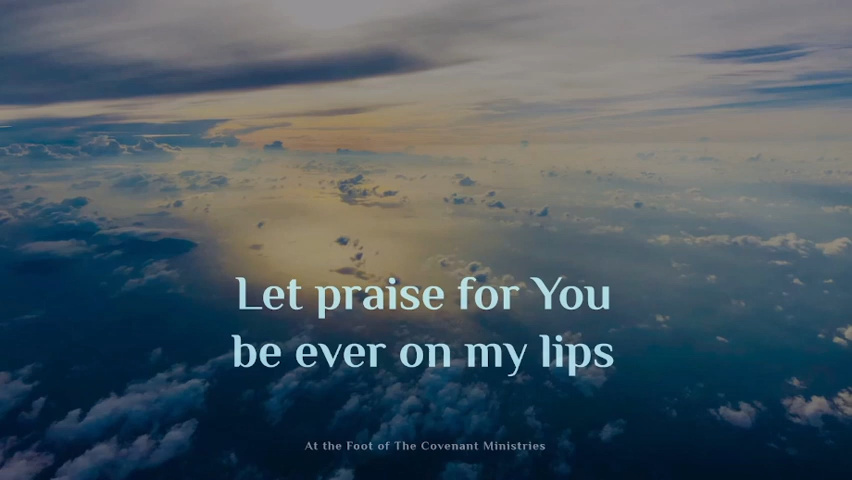 Let praise for You
be ever on my lips
At the Foot of The Covenant Ministries